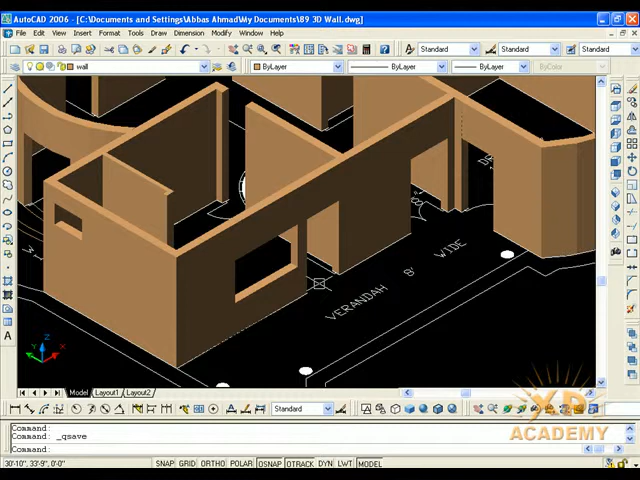 AutoCAD 2006 - [C:\Documents and Settings\Abbas Ahmad\My Documents\89 3D Wall.dwg]
File Edit View Insert Format Tools Draw Dimension Modify Window Help
Standard Standard Standard
wall ByLayer ByLayer ByLayer ByColor
VERANDAH 8' WIDE
W
DR
Z
Y X
Model Layout1 Layout2
Standard
Command:
Command: _qsave
Command:
XD
ACADEMY
30'-10", 33'-9", 0'-0" SNAP GRID ORTHO POLAR OSNAP OTRACK DYN LWT MODEL